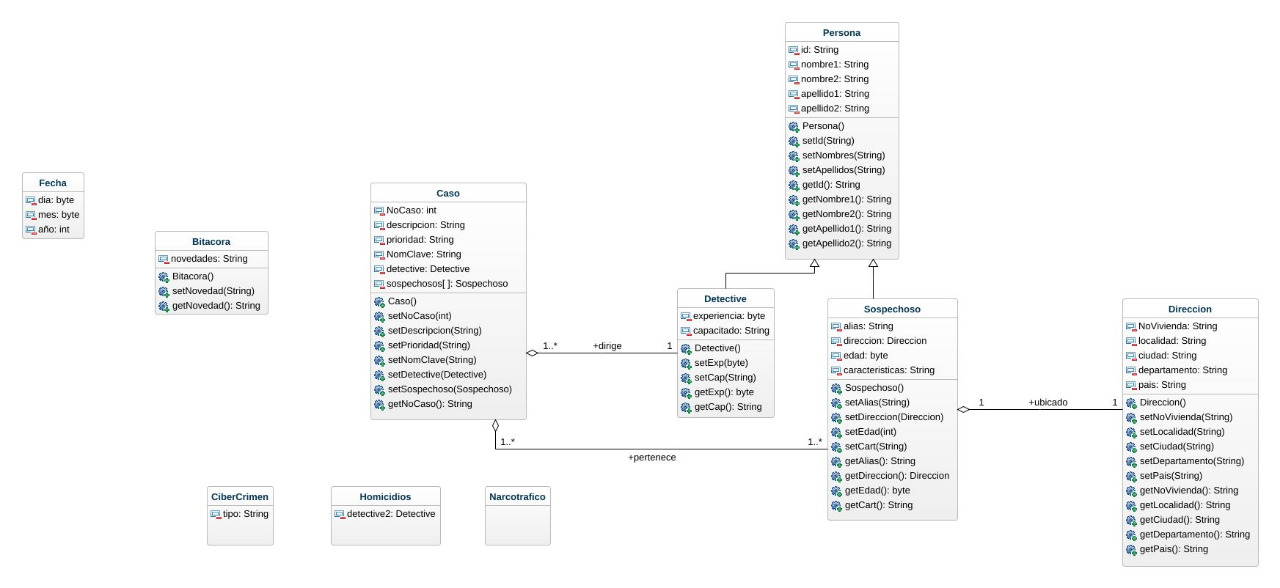 Persona
id: String
nombre1: String
nombre2: String
apellido1: String
apellido2: String
Persona()
setId(String)
setNombres(String)
setApellidos(String)
getId(): String
getNombre1(): String
getNombre2(): String
getApellido1(): String
getApellido2(): String
Fecha
dia: byte
mes: byte
año: int
Bitacora
novedades: String
Bitacora()
setNovedad(String)
getNovedad(): String
Caso
NoCaso: int
descripcion: String
prioridad: String
NomClave: String
detective: Detective
sospechosos[ ]: Sospechoso
Caso()
setNoCaso(int)
setDescripcion(String)
setPrioridad(String)
setNomClave(String)
setDetective(Detective)
setSospechoso(Sospechoso)
getNoCaso(): String
1..* +dirige 1
Detective
experiencia: byte
capacitado: String
Detective()
setExp(byte)
setCap(String)
getExp(): byte
getCap(): String
Sospechoso
alias: String
direccion: Direccion
edad: byte
caracteristicas: String
Sospechoso()
setAlias(String)
setDireccion(Direccion)
setEdad(int)
setCart(String)
getAlias(): String
getDireccion(): Direccion
getEdad(): byte
getCart(): String
1 +ubicado 1
Direccion
NoVivienda: String
localidad: String
ciudad: String
departamento: String
pais: String
Direccion()
setNoVivienda(String)
setLocalidad(String)
setCiudad(String)
setDepartamento(String)
setPais(String)
getNoVivienda(): String
getLocalidad(): String
getCiudad(): String
getDepartamento(): String
getPais(): String
1..* 1..*
+pertenece
CiberCrimen
tipo: String
Homicidios
detective2: Detective
Narcotrafico